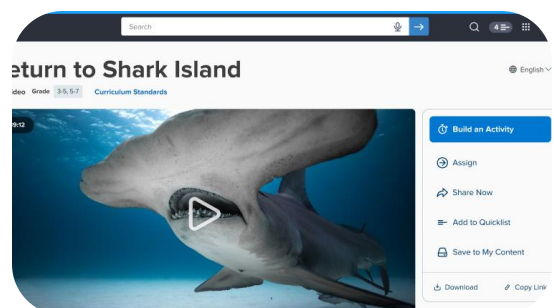 Search
4
eturn to Shark Island
English
ideo Grade 3-5, 5-7 Curriculum Standards
9:12
Build an Activity
Assign
Share Now
Add to Quicklist
Save to My Content
Download Copy Link